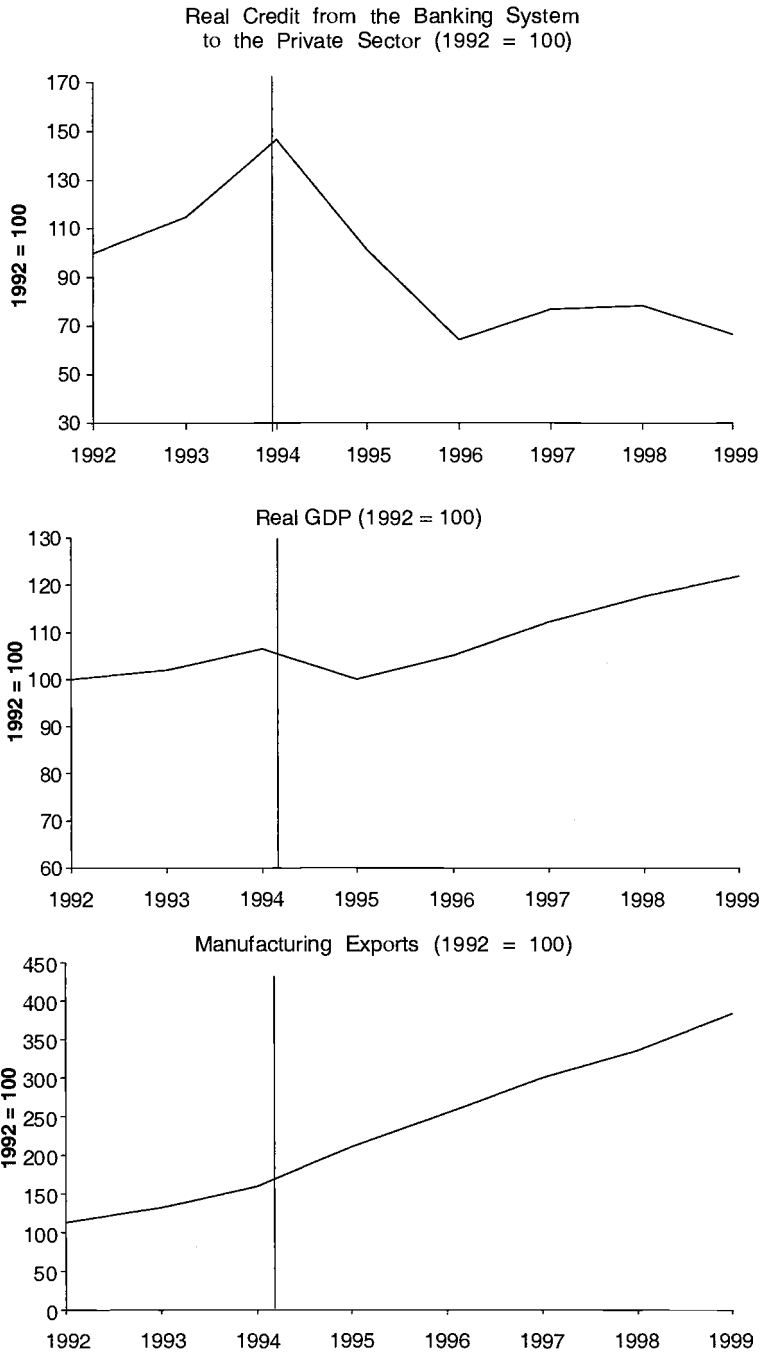 Real Credit from the Banking System
to the Private Sector (1992 = 100)
170
150
130
110
90
70
50
30
1992 = 100
1992 1993 1994 1995 1996 1997 1998 1999
Real GDP (1992 = 100)
130
120
110
100
90
80
70
60
1992 = 100
1992 1993 1994 1995 1996 1997 1998 1999
Manufacturing Exports (1992 = 100)
450
400
350
300
250
200
150
100
50
0
1992 = 100
1992 1993 1994 1995 1996 1997 1998 1999